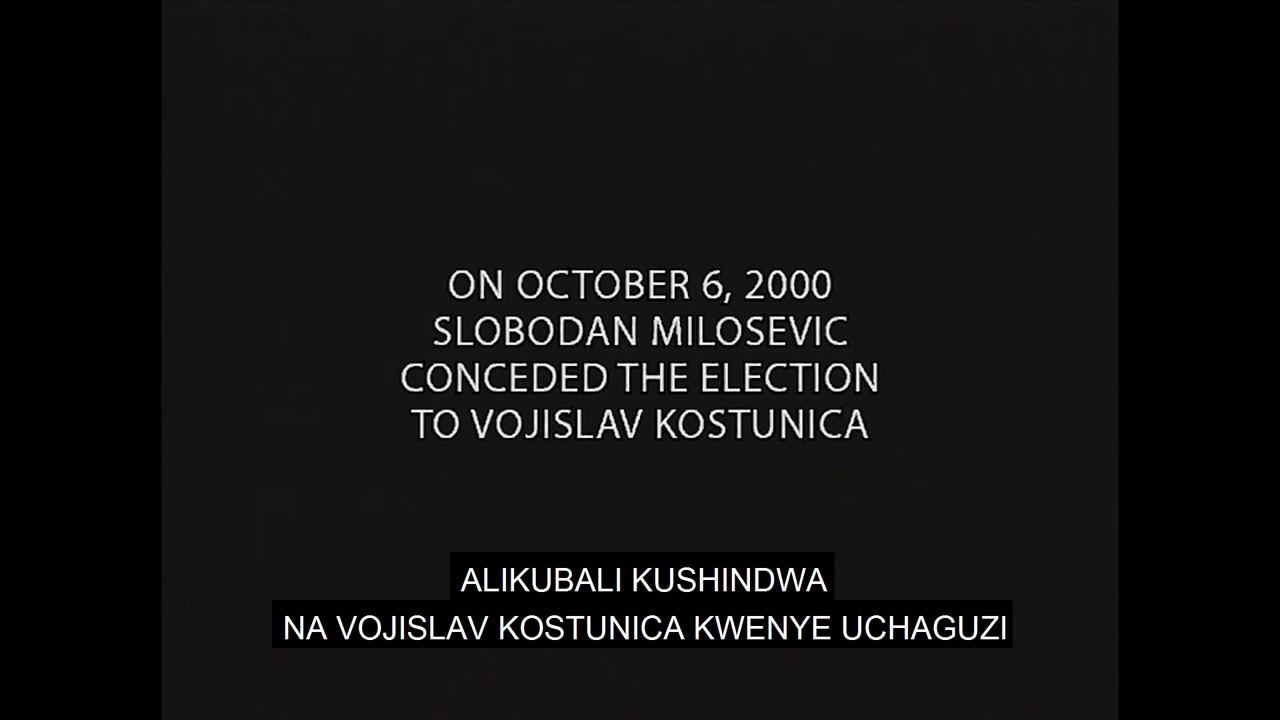 ON OCTOBER 6, 2000
SLOBODAN MILOSEVIC
CONCEDED THE ELECTION
TO VOJISLAV KOSTUNICA
ALIKUBALI KUSHINDWA
NA VOJISLAV KOSTUNICA KWENYE UCHAGUZI